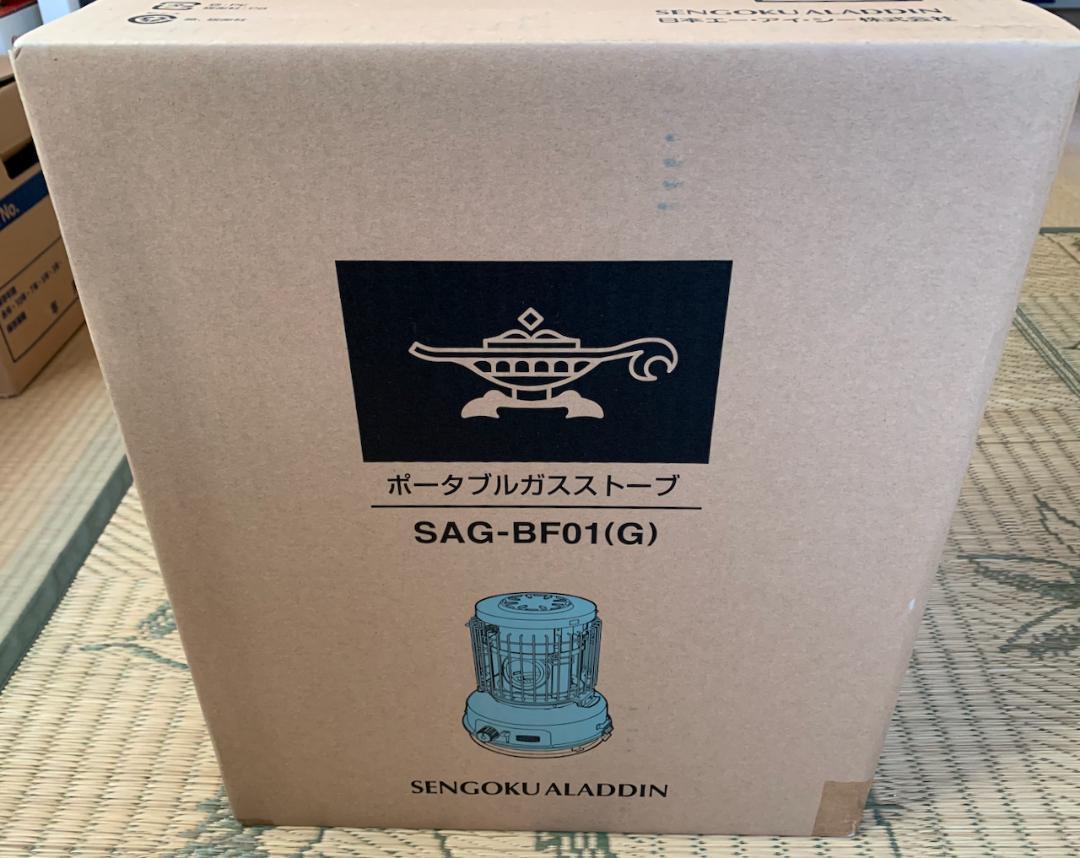 SENGOKU ALADDIN
日本エー・アイ・シー株式会社
No.
ポータブルガスストーブ
SAG-BF01(G)
SENGOKU ALADDIN